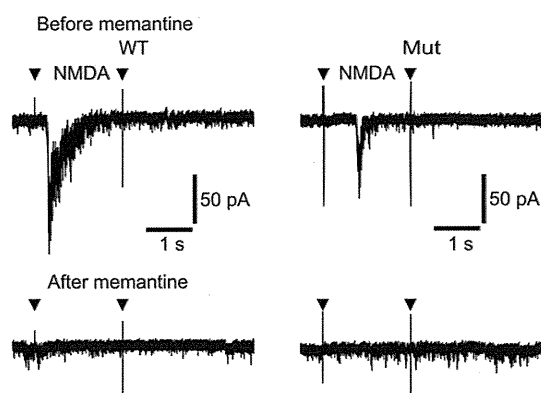 Before memantine
WT
Mut
NMDA
NMDA
50 pA
1 s
50 pA
1 s
After memantine